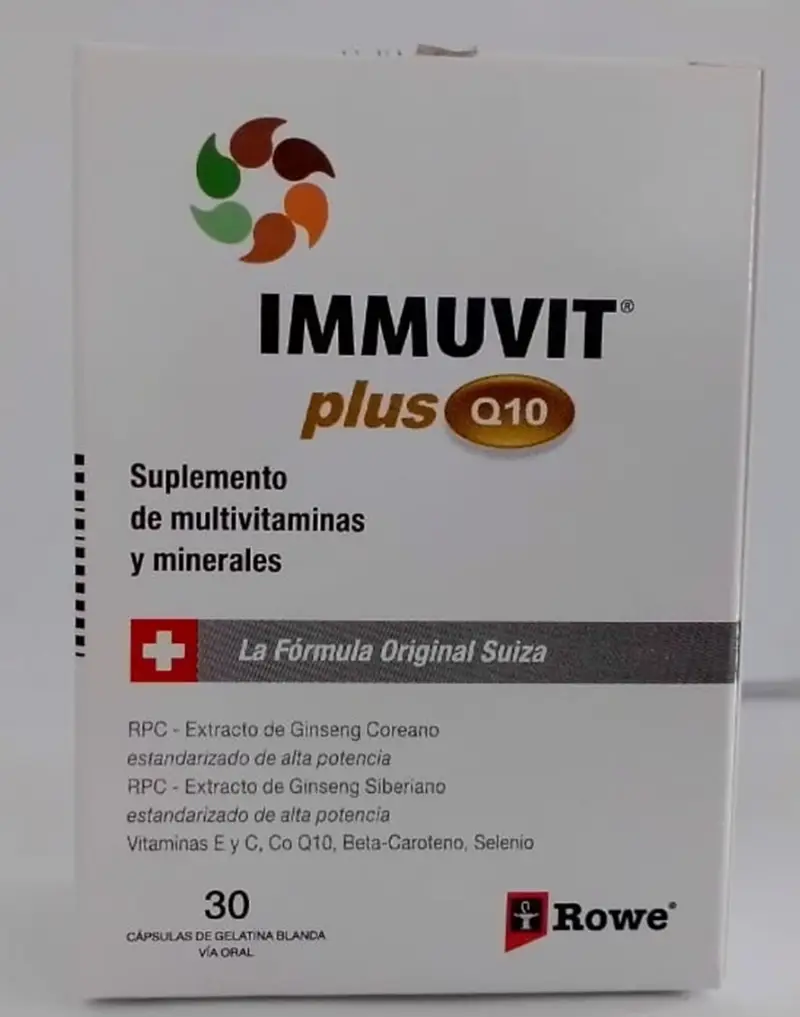 IMMUVIT®
plus Q10
Suplemento
de multivitaminas
y minerales
La Fórmula Original Suiza
RPC - Extracto de Ginseng Coreano
estandarizado de alta potencia
RPC - Extracto de Ginseng Siberiano
estandarizado de alta potencia
Vitaminas E y C, Co Q10, Beta-Caroteno, Selenio
30
CÁPSULAS DE GELATINA BLANDA
VÍA ORAL
Rowe®